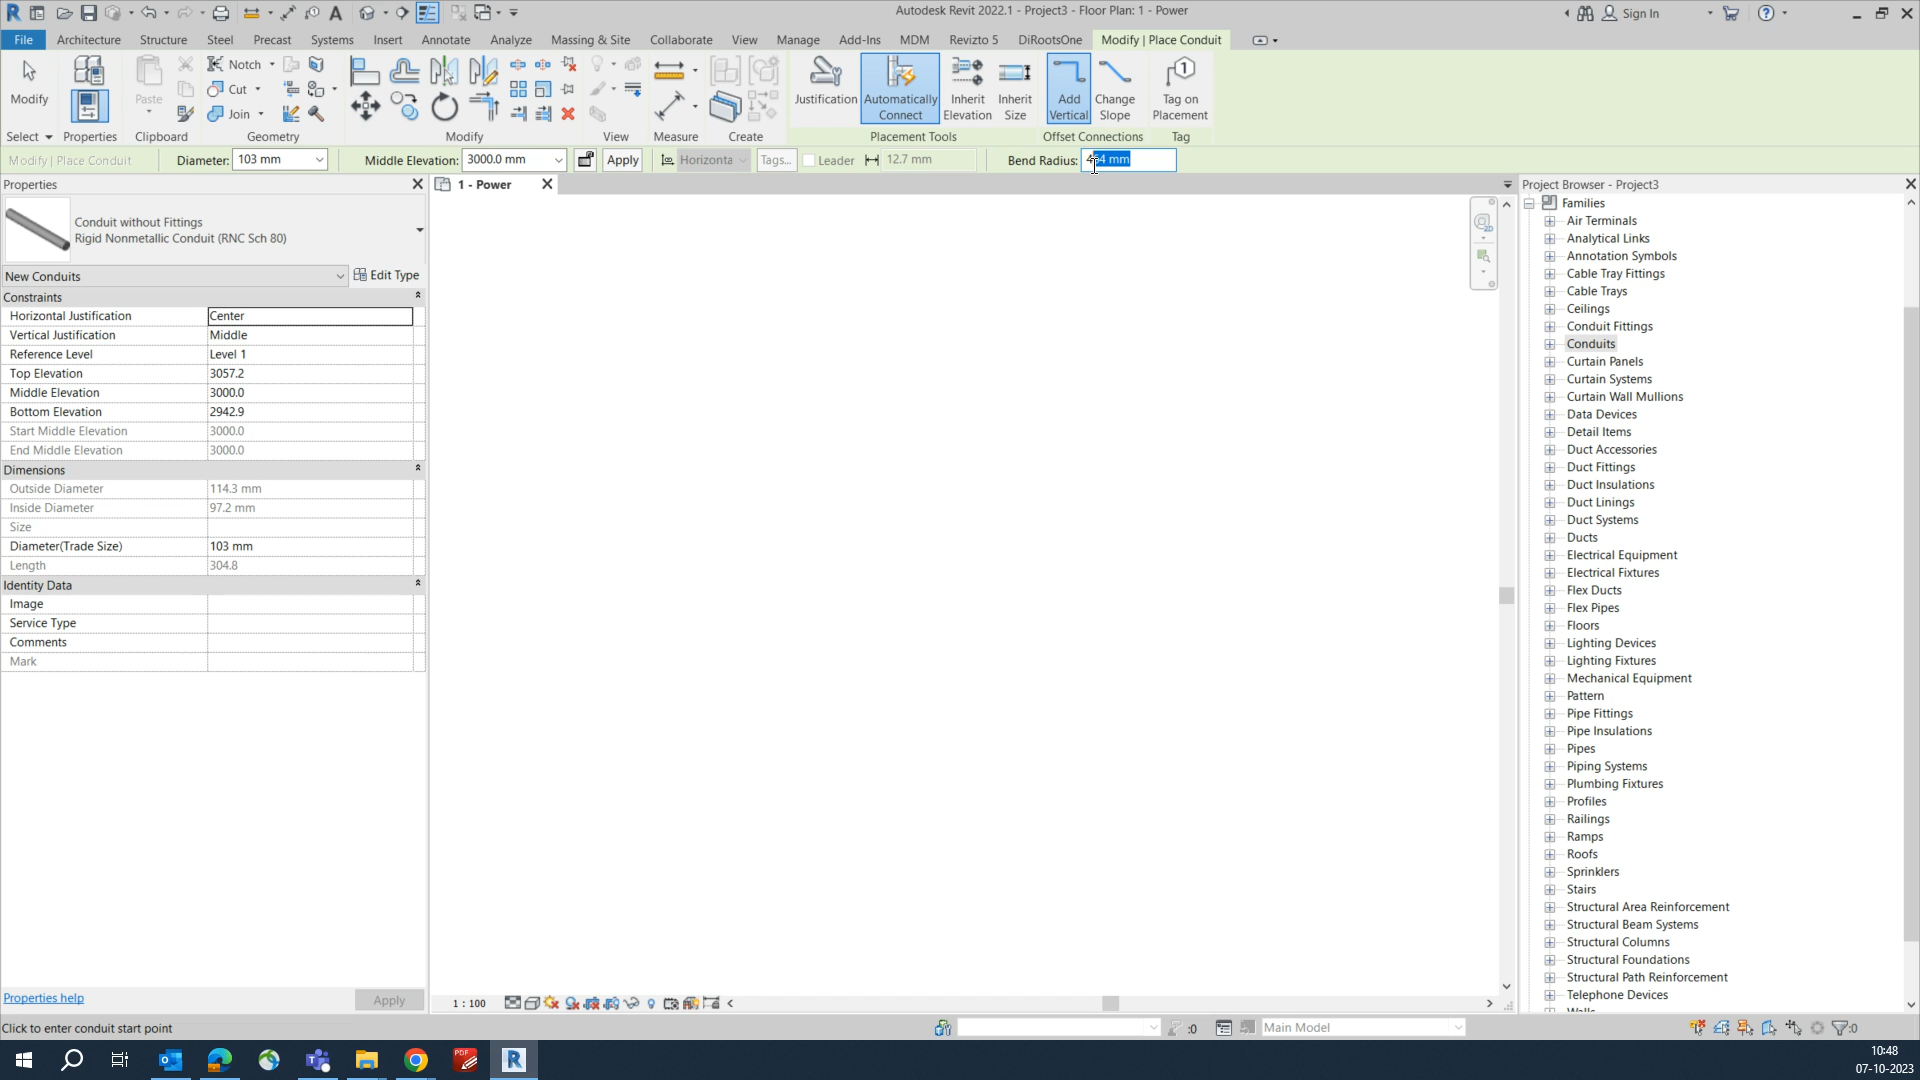 Autodesk Revit 2022.1 - Project3 - Floor Plan: 1 - Power
Sign In
File Architecture Structure Steel Precast Systems Insert Annotate Analyze Massing & Site Collaborate View Manage Add-Ins MDM Revizto 5 DiRootsOne Modify | Place Conduit
Modify
Paste
Notch
Cut
Join
Justification
Automatically Connect
Inherit Elevation
Inherit Size
Add Vertical
Change Slope
Tag on Placement
Select Properties Clipboard Geometry Modify View Measure Create Placement Tools Offset Connections Tag
Modify | Place Conduit Diameter: 103 mm Middle Elevation: 3000.0 mm Apply Horizonta Tags... Leader 12.7 mm Bend Radius: mm
Properties
1 - Power
Conduit without Fittings
Rigid Nonmetallic Conduit (RNC Sch 80)
New Conduits Edit Type
Constraints
Horizontal Justification Center
Vertical Justification Middle
Reference Level Level 1
Top Elevation 3057.2
Middle Elevation 3000.0
Bottom Elevation 2942.9
Start Middle Elevation 3000.0
End Middle Elevation 3000.0
Dimensions
Outside Diameter 114.3 mm
Inside Diameter 97.2 mm
Size
Diameter(Trade Size) 103 mm
Length 304.8
Identity Data
Image
Service Type
Comments
Mark
Properties help Apply
1 : 100
Project Browser - Project3
Families
Air Terminals
Analytical Links
Annotation Symbols
Cable Tray Fittings
Cable Trays
Ceilings
Conduit Fittings
Conduits
Curtain Panels
Curtain Systems
Curtain Wall Mullions
Data Devices
Detail Items
Duct Accessories
Duct Fittings
Duct Insulations
Duct Linings
Duct Systems
Ducts
Electrical Equipment
Electrical Fixtures
Flex Ducts
Flex Pipes
Floors
Lighting Devices
Lighting Fixtures
Mechanical Equipment
Pattern
Pipe Fittings
Pipe Insulations
Pipes
Piping Systems
Plumbing Fixtures
Profiles
Railings
Ramps
Roofs
Sprinklers
Stairs
Structural Area Reinforcement
Structural Beam Systems
Structural Columns
Structural Foundations
Structural Path Reinforcement
Telephone Devices
Click to enter conduit start point
:0
Main Model
:0
10:48
07-10-2023